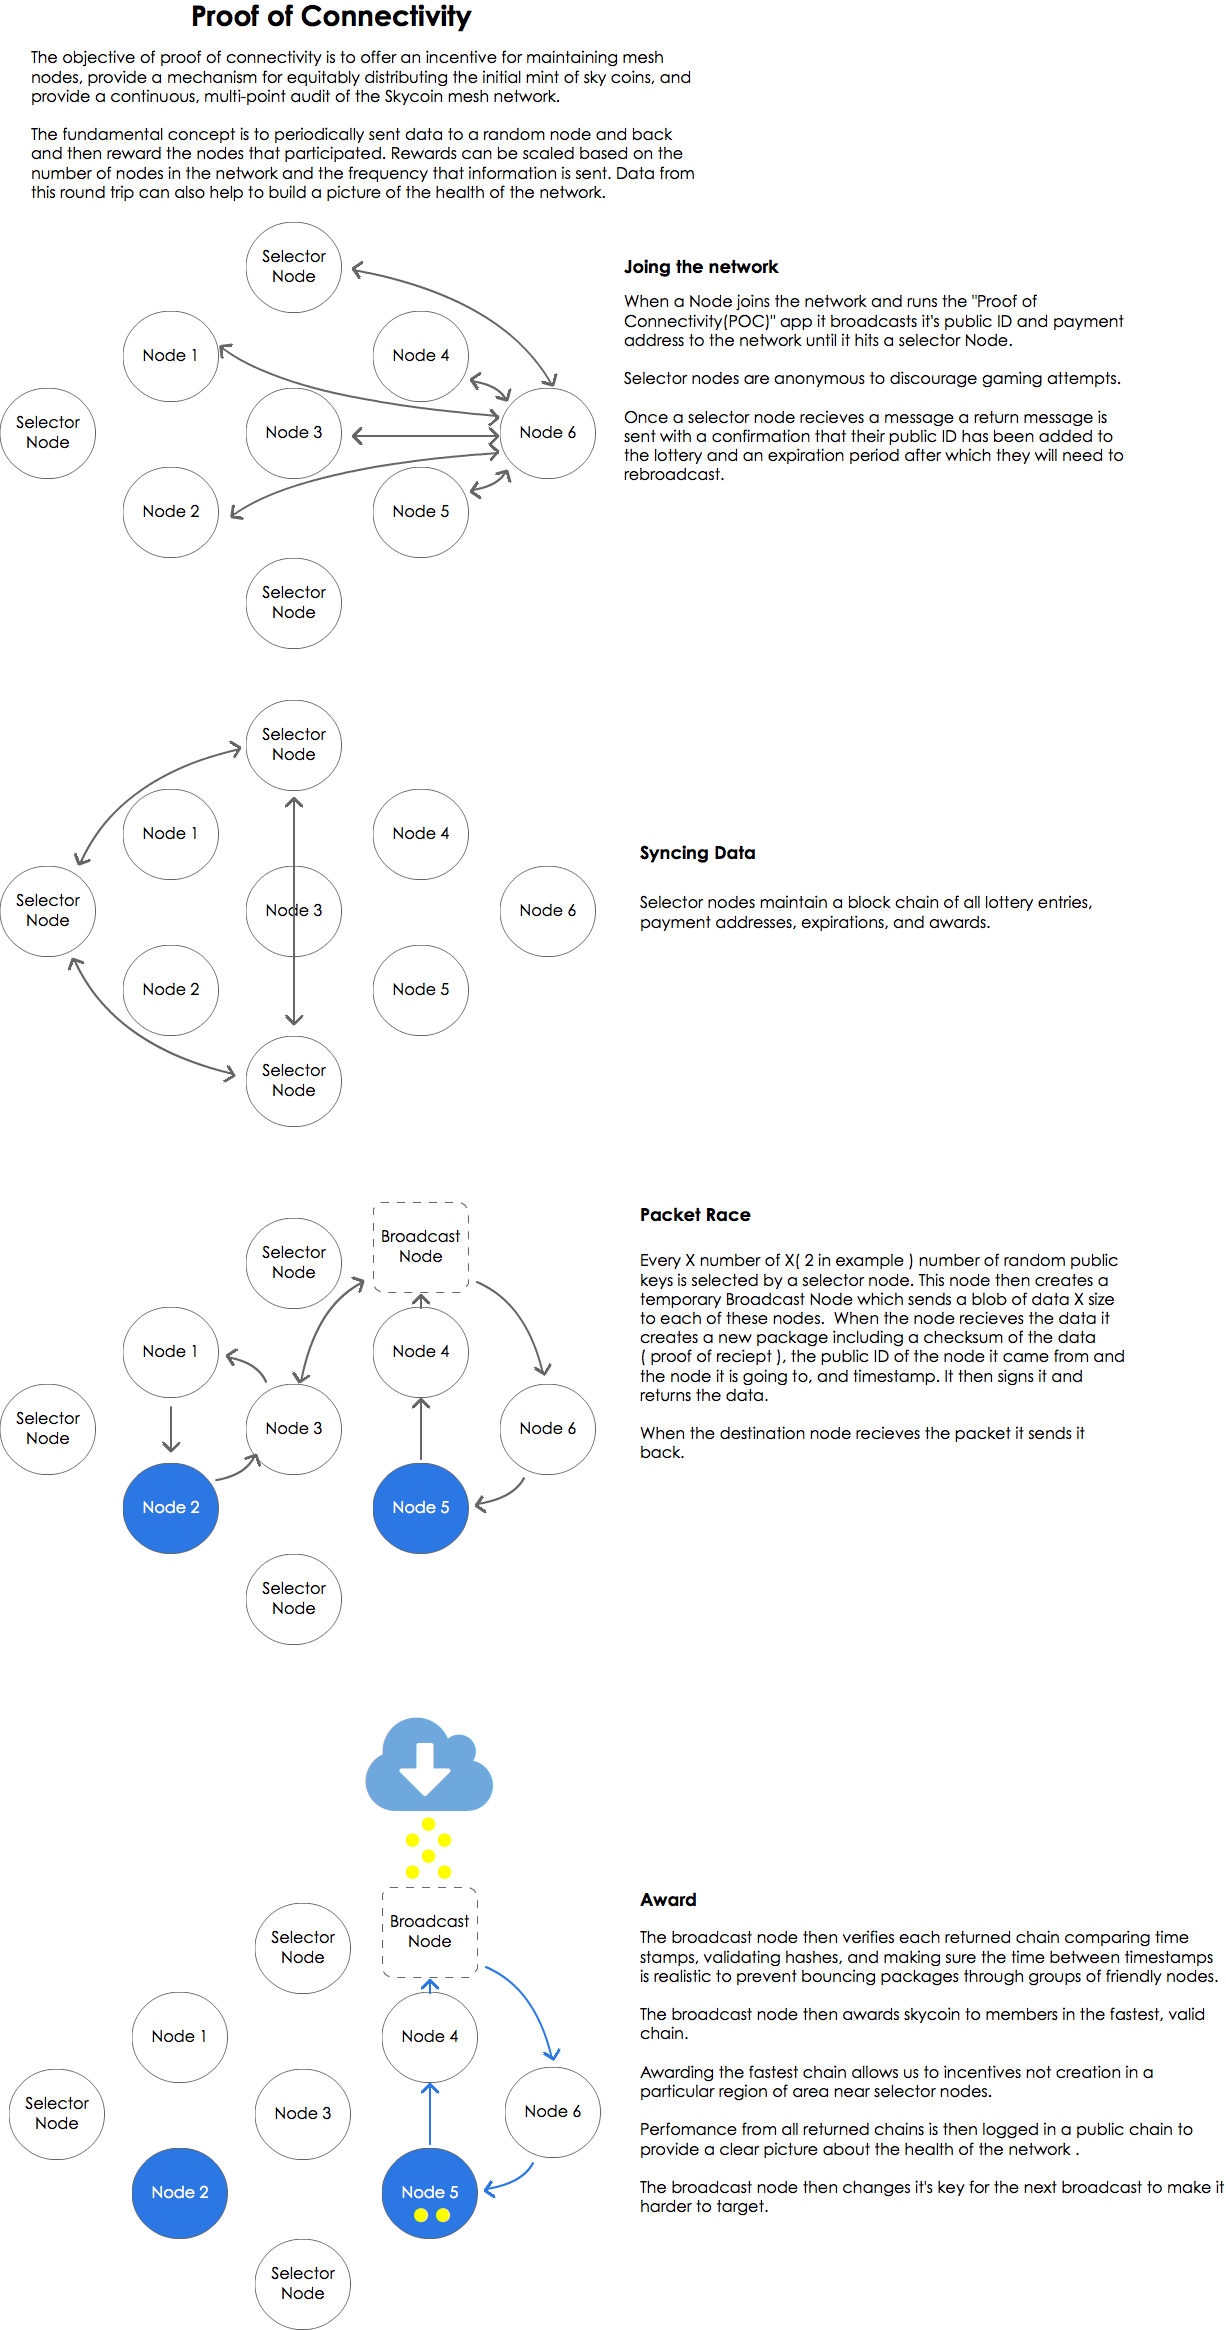 Proof of Connectivity
The objective of proof of connectivity is to offer an incentive for maintaining mesh
nodes, provide a mechanism for equitably distributing the initial mint of sky coins, and
provide a continuous, multi-point audit of the Skycoin mesh network.
The fundamental concept is to periodically sent data to a random node and back
and then reward the nodes that participated. Rewards can be scaled based on the
number of nodes in the network and the frequency that information is sent. Data from
this round trip can also help to build a picture of the health of the network.
Selector
Node
Node 1
Node 4
Selector
Node
Node 3
Node 6
Node 2
Node 5
Selector
Node
Joing the network
When a Node joins the network and runs the "Proof of
Connectivity(POC)" app it broadcasts it's public ID and payment
address to the network until it hits a selector Node.
Selector nodes are anonymous to discourage gaming attempts.
Once a selector node recieves a message a return message is
sent with a confirmation that their public ID has been added to
the lottery and an expiration period after which they will need to
rebroadcast.
Selector
Node
Node 1
Node 4
Selector
Node
Node 3
Node 6
Node 2
Node 5
Selector
Node
Syncing Data
Selector nodes maintain a block chain of all lottery entries,
payment addresses, expirations, and awards.
Broadcast
Node
Selector
Node
Node 1
Node 4
Selector
Node
Node 3
Node 6
Node 2
Node 5
Selector
Node
Packet Race
Every X number of X( 2 in example ) number of random public
keys is selected by a selector node. This node then creates a
temporary Broadcast Node which sends a blob of data X size
to each of these nodes.  When the node recieves the data it
creates a new package including a checksum of the data
( proof of reciept ), the public ID of the node it came from and
the node it is going to, and timestamp. It then signs it and
returns the data.
When the destination node recieves the packet it sends it
back.
Broadcast
Node
Selector
Node
Node 1
Node 4
Selector
Node
Node 3
Node 6
Node 2
Node 5
Selector
Node
Award
The broadcast node then verifies each returned chain comparing time
stamps, validating hashes, and making sure the time between timestamps
is realistic to prevent bouncing packages through groups of friendly nodes.
The broadcast node then awards skycoin to members in the fastest, valid
chain.
Awarding the fastest chain allows us to incentives not creation in a
particular region of area near selector nodes.
Perfomance from all returned chains is then logged in a public chain to
provide a clear picture about the health of the network .
The broadcast node then changes it's key for the next broadcast to make it
harder to target.